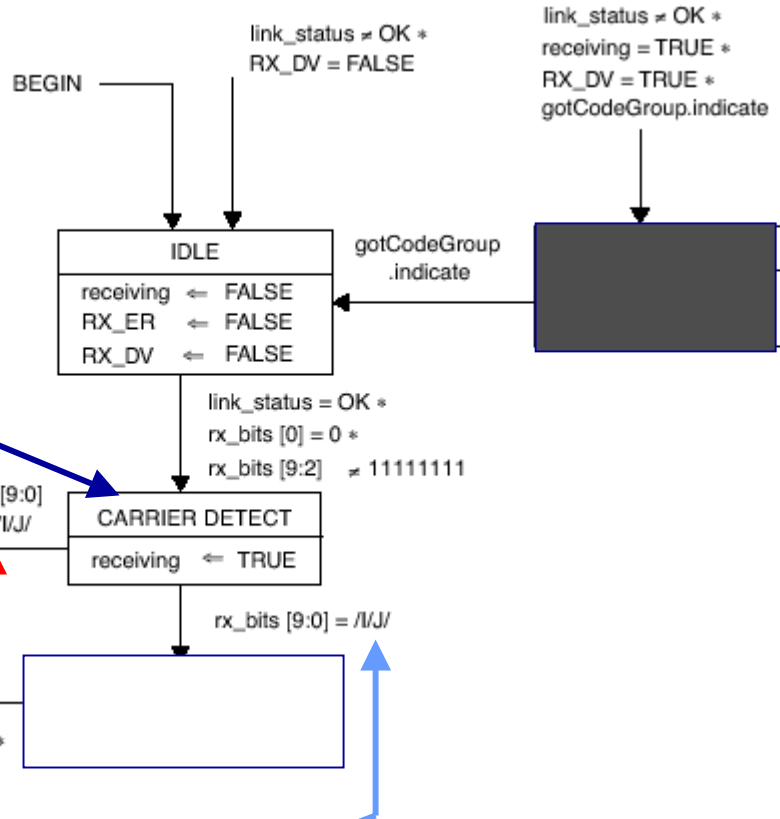 link_status ≠ OK *
RX_DV = FALSE
link_status ≠ OK *
receiving = TRUE *
RX_DV = TRUE *
gotCodeGroup.indicate
BEGIN
IDLE
receiving ⇐ FALSE
RX_ER ⇐ FALSE
RX_DV ⇐ FALSE
gotCodeGroup
.indicate
link_status = OK *
rx_bits [0] = 0 *
rx_bits [9:2] ≠ 11111111
[9:0]
/I/J/
CARRIER DETECT
receiving ⇐ TRUE
rx_bits [9:0] = /I/J/
*